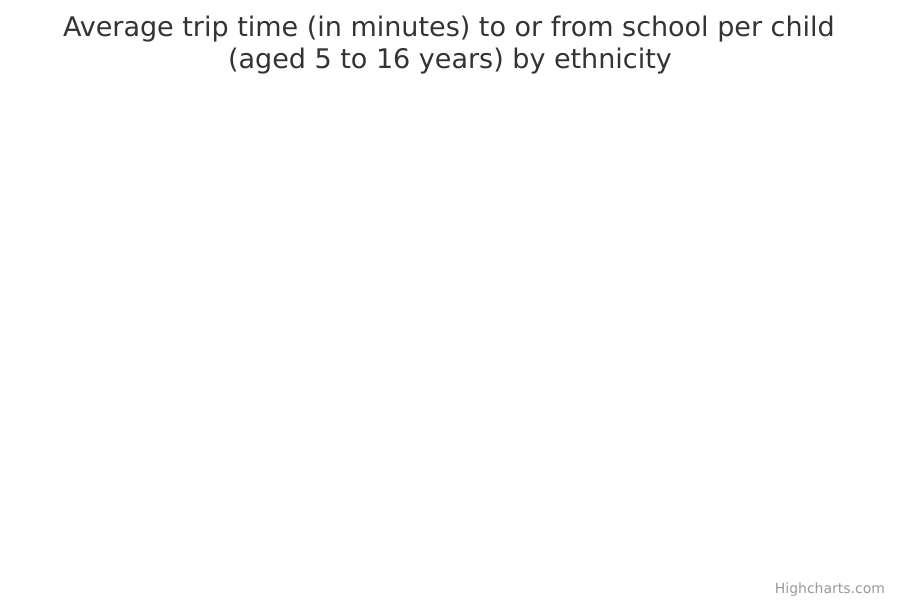 Average trip time (in minutes) to or from school per child
(aged 5 to 16 years) by ethnicity
Highcharts.com